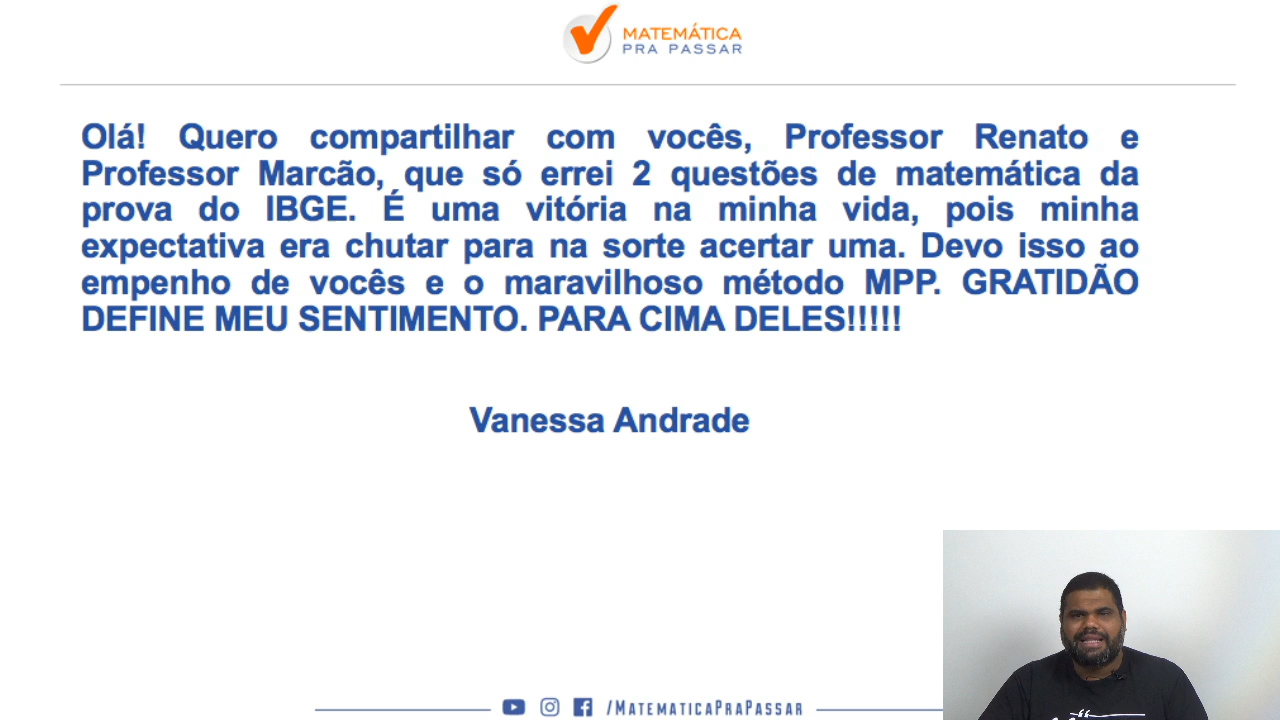 MATEMÁTICA
PRA PASSAR
Olá! Quero compartilhar com vocês, Professor Renato e
Professor Marcão, que só errei 2 questões de matemática da
prova do IBGE. É uma vitória na minha vida, pois minha
expectativa era chutar para na sorte acertar uma. Devo isso ao
empenho de vocês e o maravilhoso método MPP. GRATIDÃO
DEFINE MEU SENTIMENTO. PARA CIMA DELES!!!!!
Vanessa Andrade
/MATEMATICAPRAPASSAR